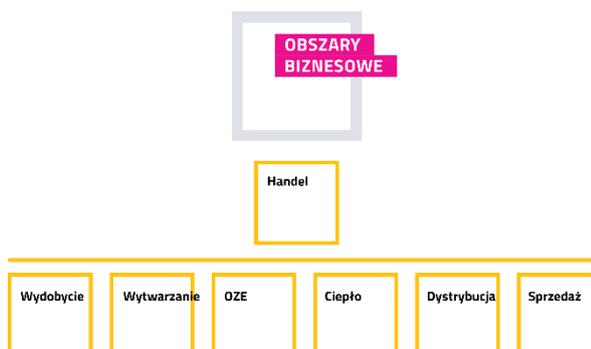 OBSZARY
BIZNESOWE
Handel
Wydobycie
Wytwarzanie
OZE
Ciepło
Dystrybucja
Sprzedaż